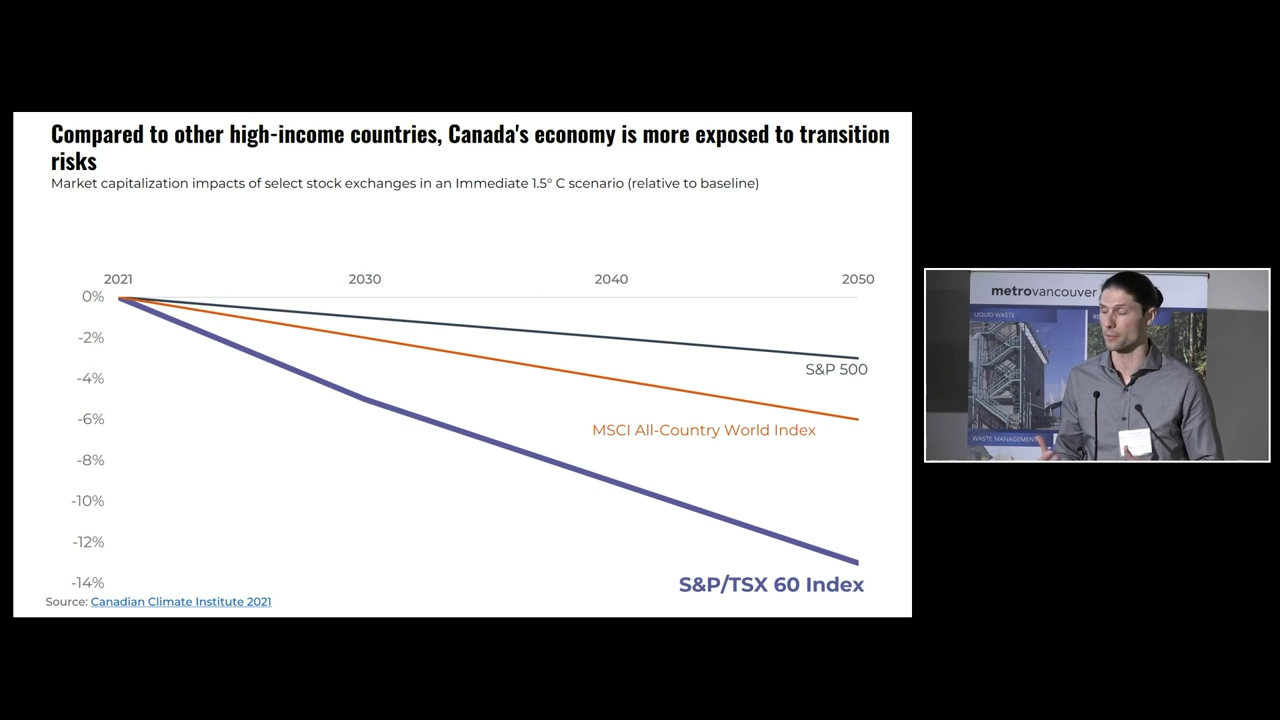 Compared to other high-income countries, Canada's economy is more exposed to transition
risks
Market capitalization impacts of select stock exchanges in an Immediate 1.5° C scenario (relative to baseline)
2021 2030 2040 2050
0%
-2%
-4%
-6%
-8%
-10%
-12%
-14%
S&P 500
MSCI All-Country World Index
S&P/TSX 60 Index
Source: Canadian Climate Institute 2021
metrovancouver
LIQUID WASTE
WASTE MANAGEMENT